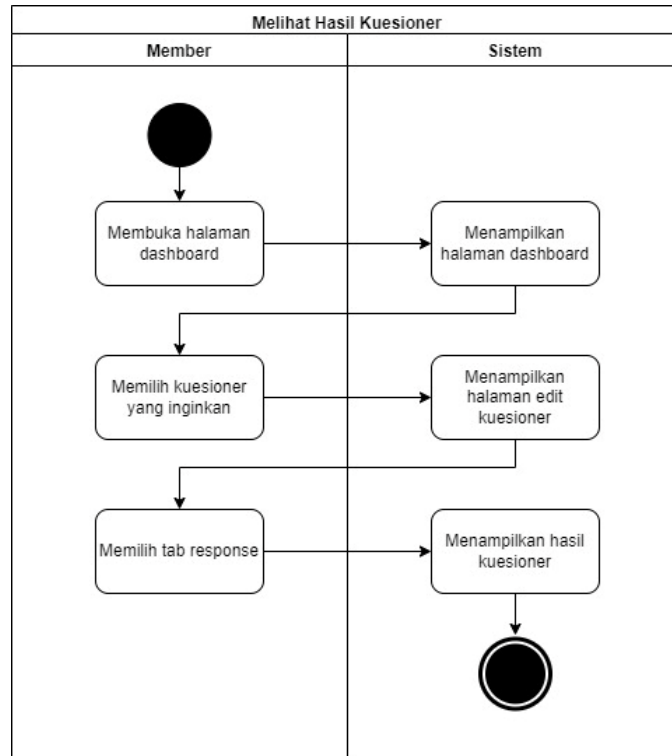 Melihat Hasil Kuesioner
Member
Sistem
Membuka halaman
dashboard
Menampilkan
halaman dashboard
Memilih kuesioner
yang inginkan
Menampilkan
halaman edit
kuesioner
Memilih tab response
Menampilkan hasil
kuesioner